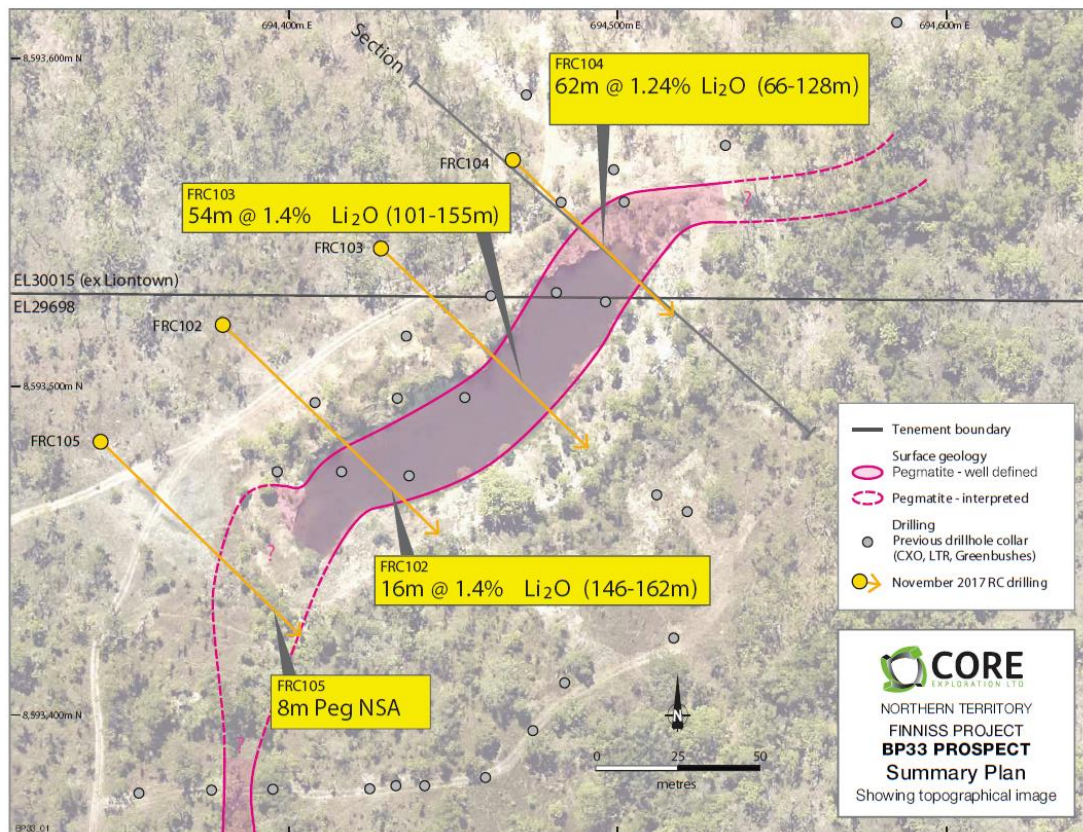 694,400m E
694,500m E
694,600m E
8,593,600m N
8,593,500m N
8,593,400m N
Section
FRC104
62m @ 1.24% Li₂O (66-128m)
FRC104
FRC103
54m @ 1.4% Li₂O (101-155m)
FRC103
EL30015 (ex Liontown)
EL29698
FRC102
FRC105
?
?
?
FRC102
16m @ 1.4% Li₂O (146-162m)
FRC105
8m Peg NSA
N
0 25 50
metres
BP33_01
Tenement boundary
Surface geology
Pegmatite - well defined
Pegmatite - interpreted
Drilling
Previous drillhole collar
(CXO, LTR, Greenbushes)
November 2017 RC drilling
CORE
EXPLORATION LTD
NORTHERN TERRITORY
FINNISS PROJECT
BP33 PROSPECT
Summary Plan
Showing topographical image